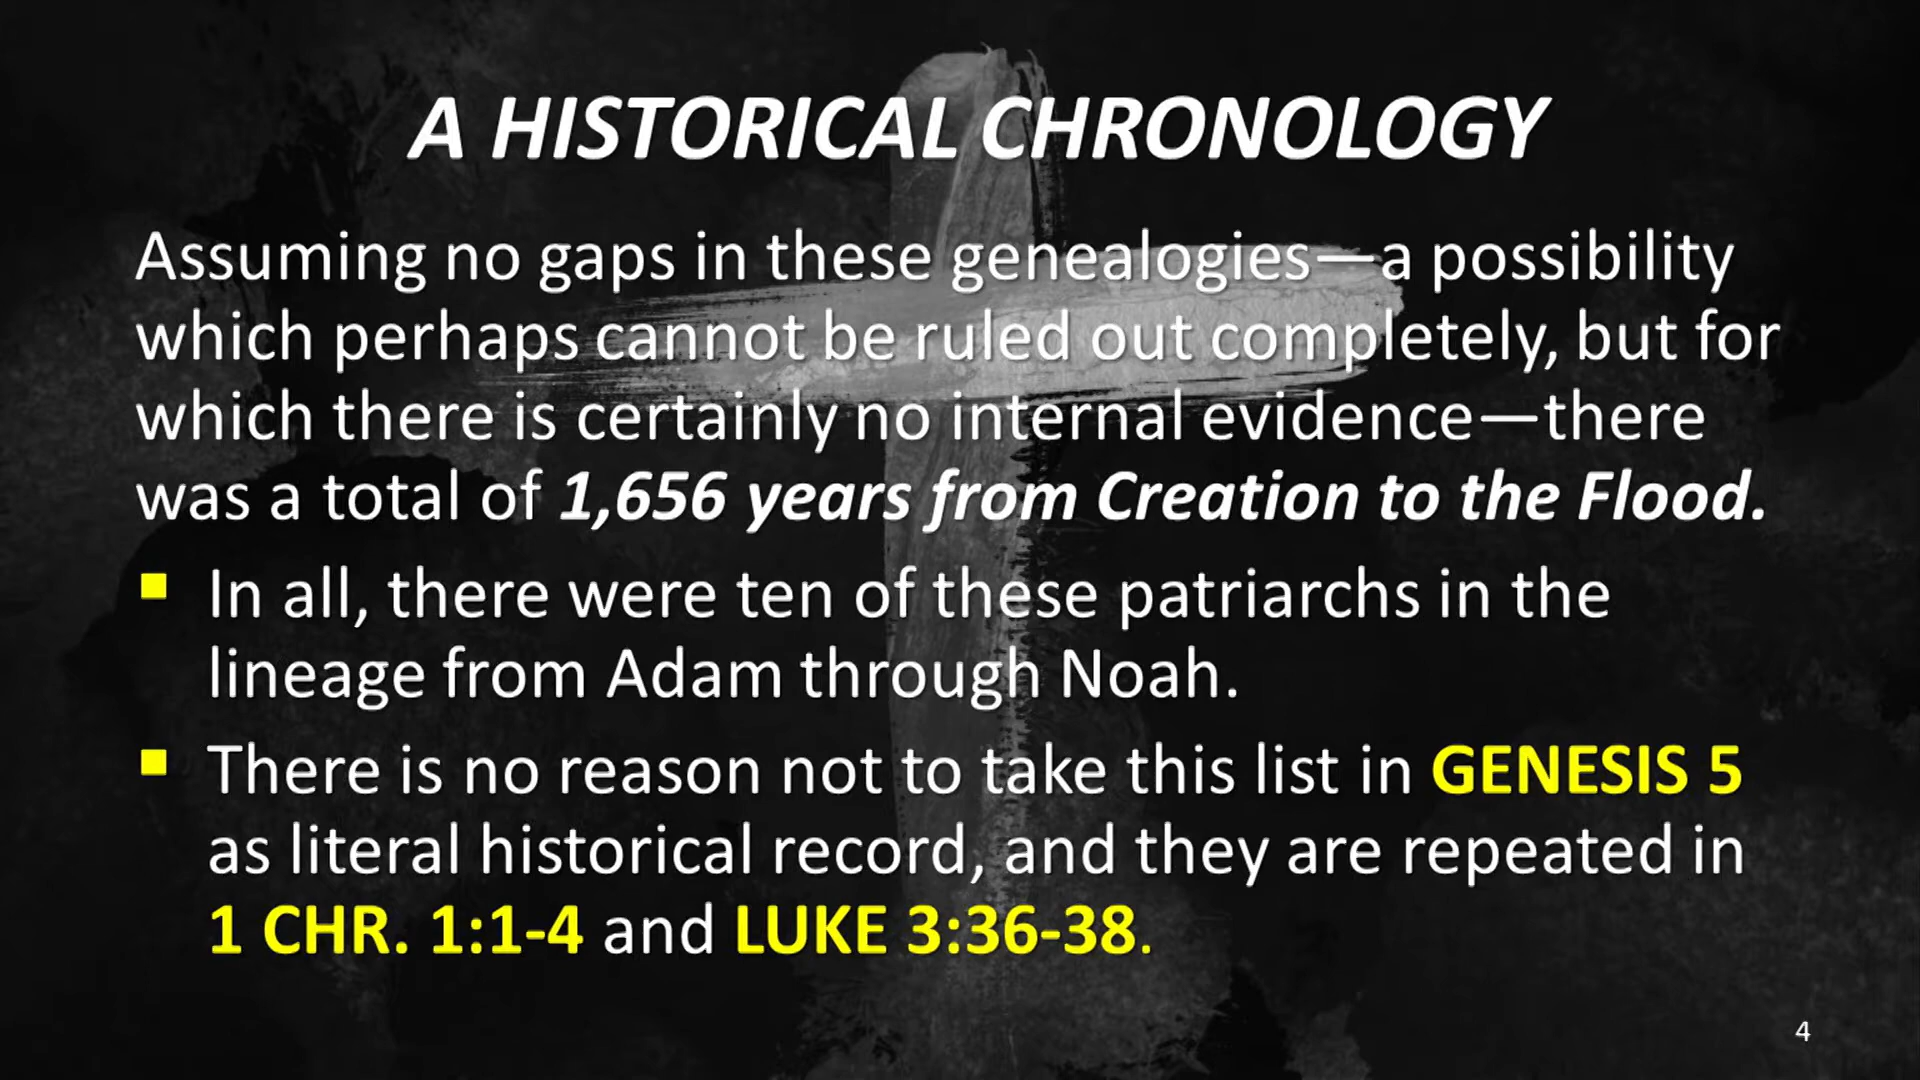 A HISTORICAL CHRONOLOGY
Assuming no gaps in these genealogies—a possibility
which perhaps cannot be ruled out completely, but for
which there is certainly no internal evidence—there
was a total of 1,656 years from Creation to the Flood.
▪ In all, there were ten of these patriarchs in the
lineage from Adam through Noah.
▪ There is no reason not to take this list in GENESIS 5
as literal historical record, and they are repeated in
1 CHR. 1:1-4 and LUKE 3:36-38.
4